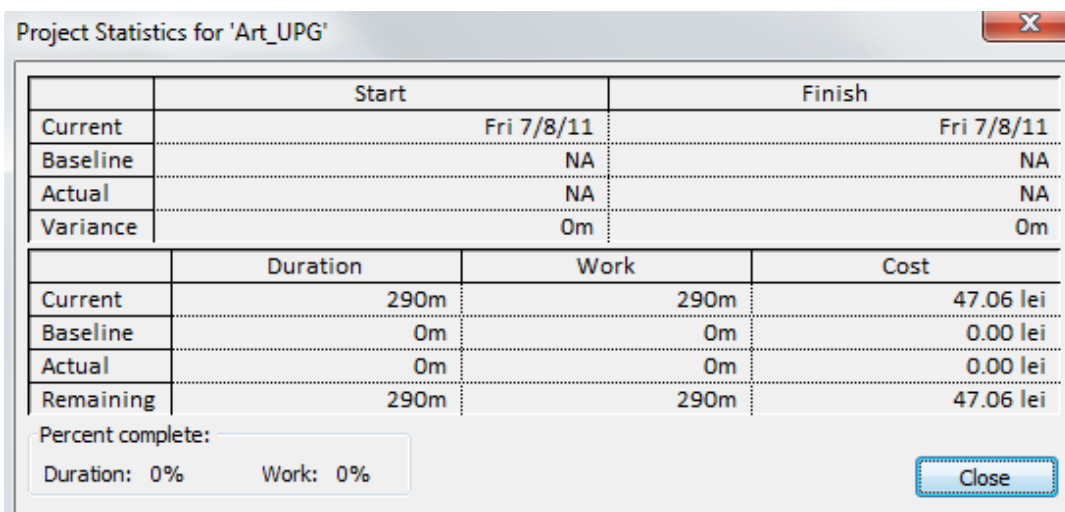 Project Statistics for 'Art_UPG'
Start Finish
Current Fri 7/8/11 Fri 7/8/11
Baseline NA NA
Actual NA NA
Variance 0m 0m
Duration Work Cost
Current 290m 290m 47.06 lei
Baseline 0m 0m 0.00 lei
Actual 0m 0m 0.00 lei
Remaining 290m 290m 47.06 lei
Percent complete:
Duration: 0% Work: 0%
Close